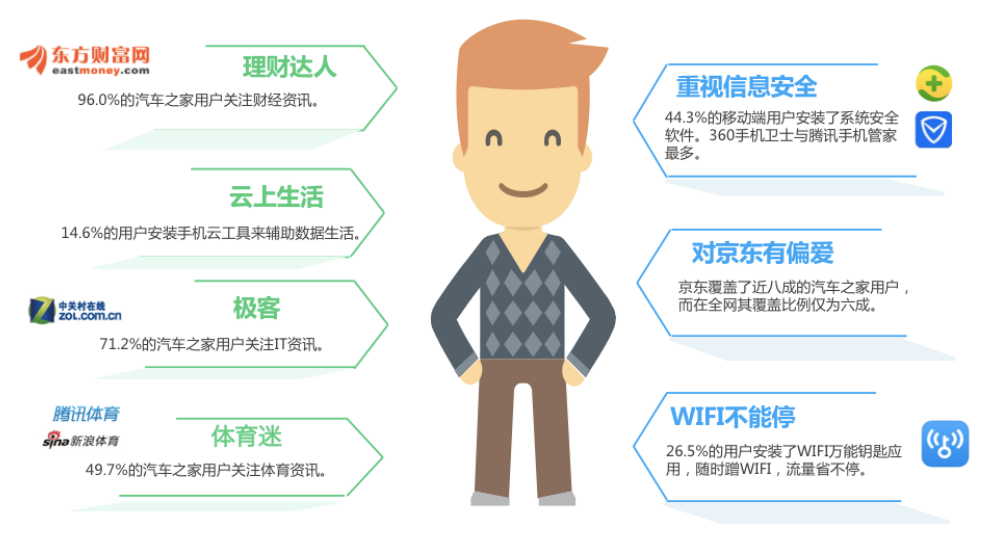 东方财富网
eastmoney.com
理财达人
96.0%的汽车之家用户关注财经资讯。
云上生活
14.6%的用户安装手机云工具来辅助数据生活。
中关村在线
ZOL.COM.CN
极客
71.2%的汽车之家用户关注IT资讯。
腾讯体育
sina新浪体育
体育迷
49.7%的汽车之家用户关注体育资讯。
重视信息安全
44.3%的移动端用户安装了系统安全
软件。360手机卫士与腾讯手机管家
最多。
对京东有偏爱
京东覆盖了近八成的汽车之家用户，
而在全网其覆盖比例仅为六成。
WIFI不能停
26.5%的用户安装了WIFI万能钥匙应
用，随时蹭WIFI，流量省不停。